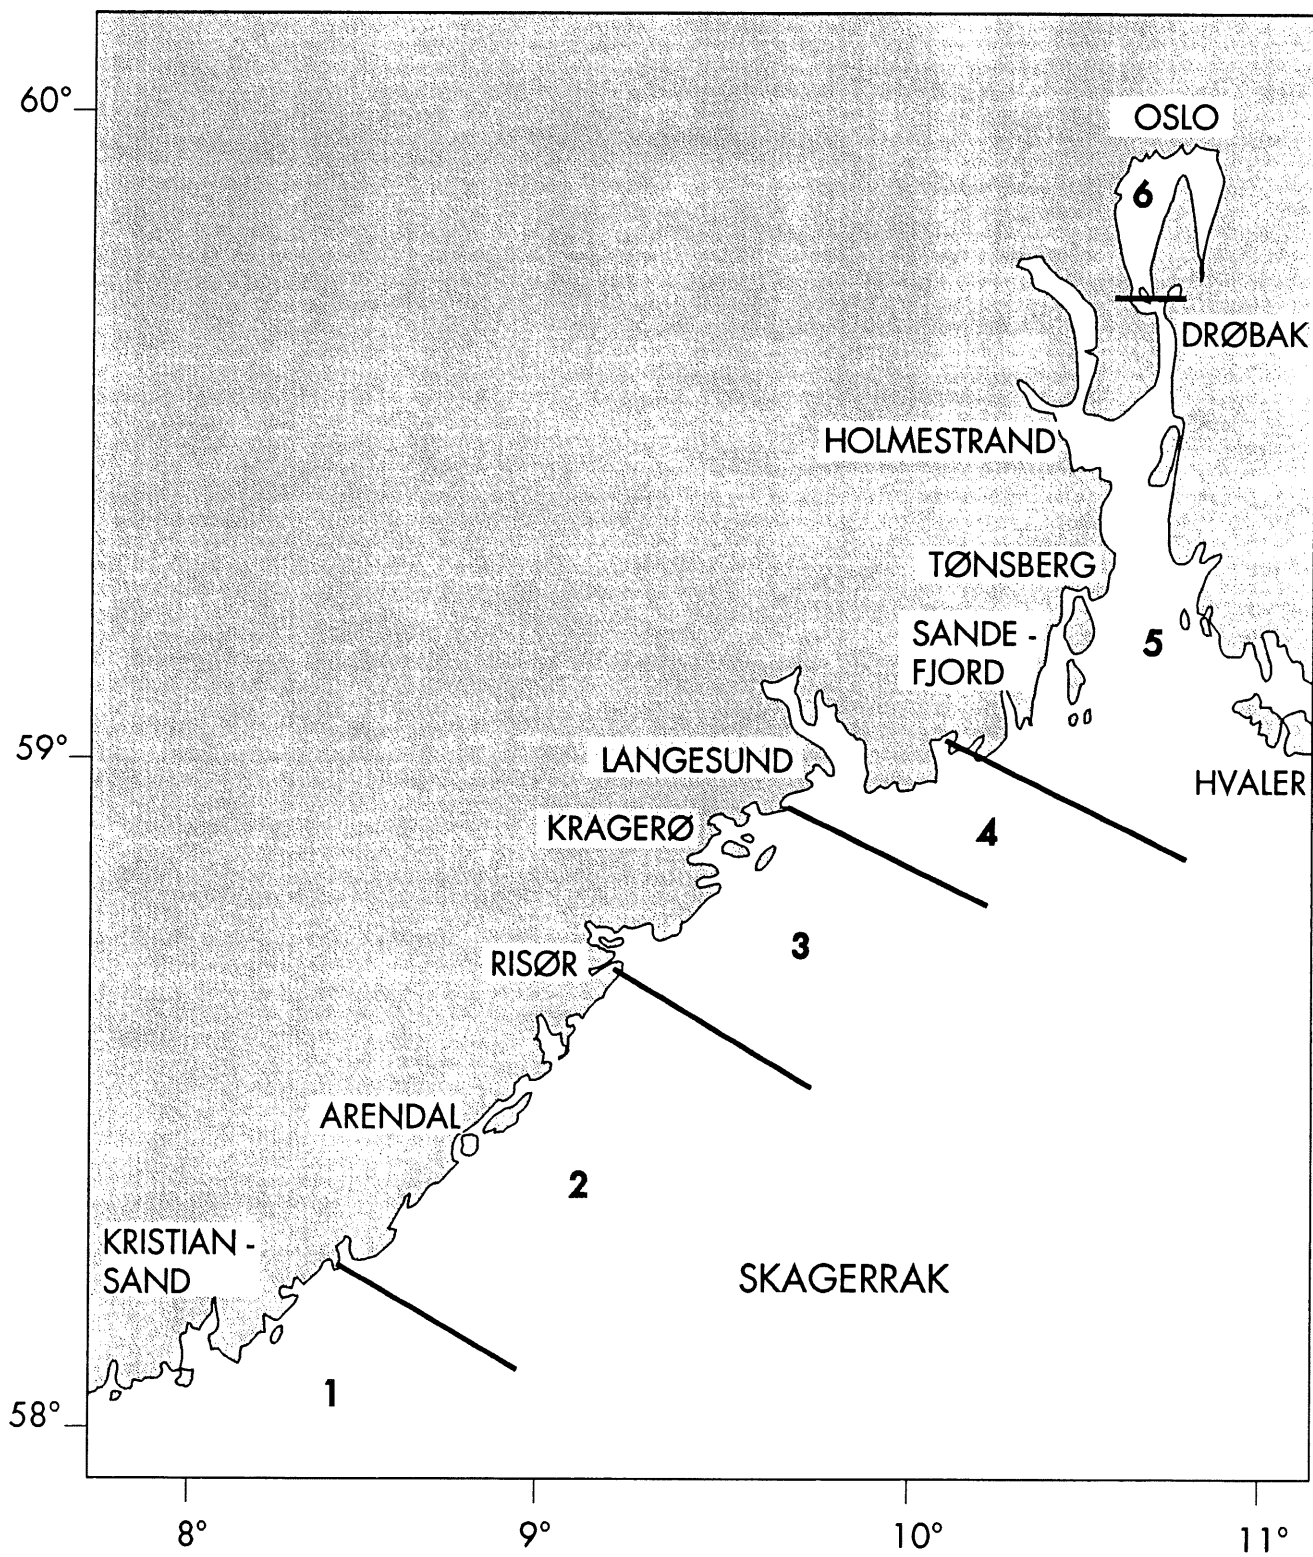 60°
OSLO
6
DRØBAK
HOLMESTRAND
TØNSBERG
SANDE -
FJORD
5
59°
LANGESUND
HVALER
KRAGERØ
4
3
RISØR
ARENDAL
2
KRISTIAN -
SAND
SKAGERRAK
1
58°
8°
9°
10°
11°